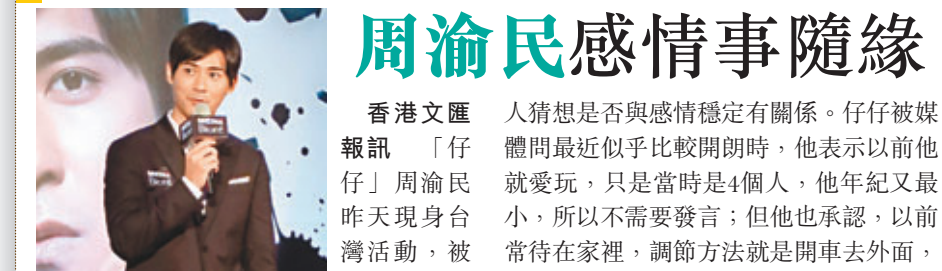 周渝民感情事隨緣
香港文匯
報訊　「仔
仔」周渝民
昨天現身台
灣活動，被
人猜想是否與感情穩定有關係。仔仔被媒
體問最近似乎比較開朗時，他表示以前他
就愛玩，只是當時是4個人，他年紀又最
小，所以不需要發言；但他也承認，以前
常待在家裡，調節方法就是開車去外面，